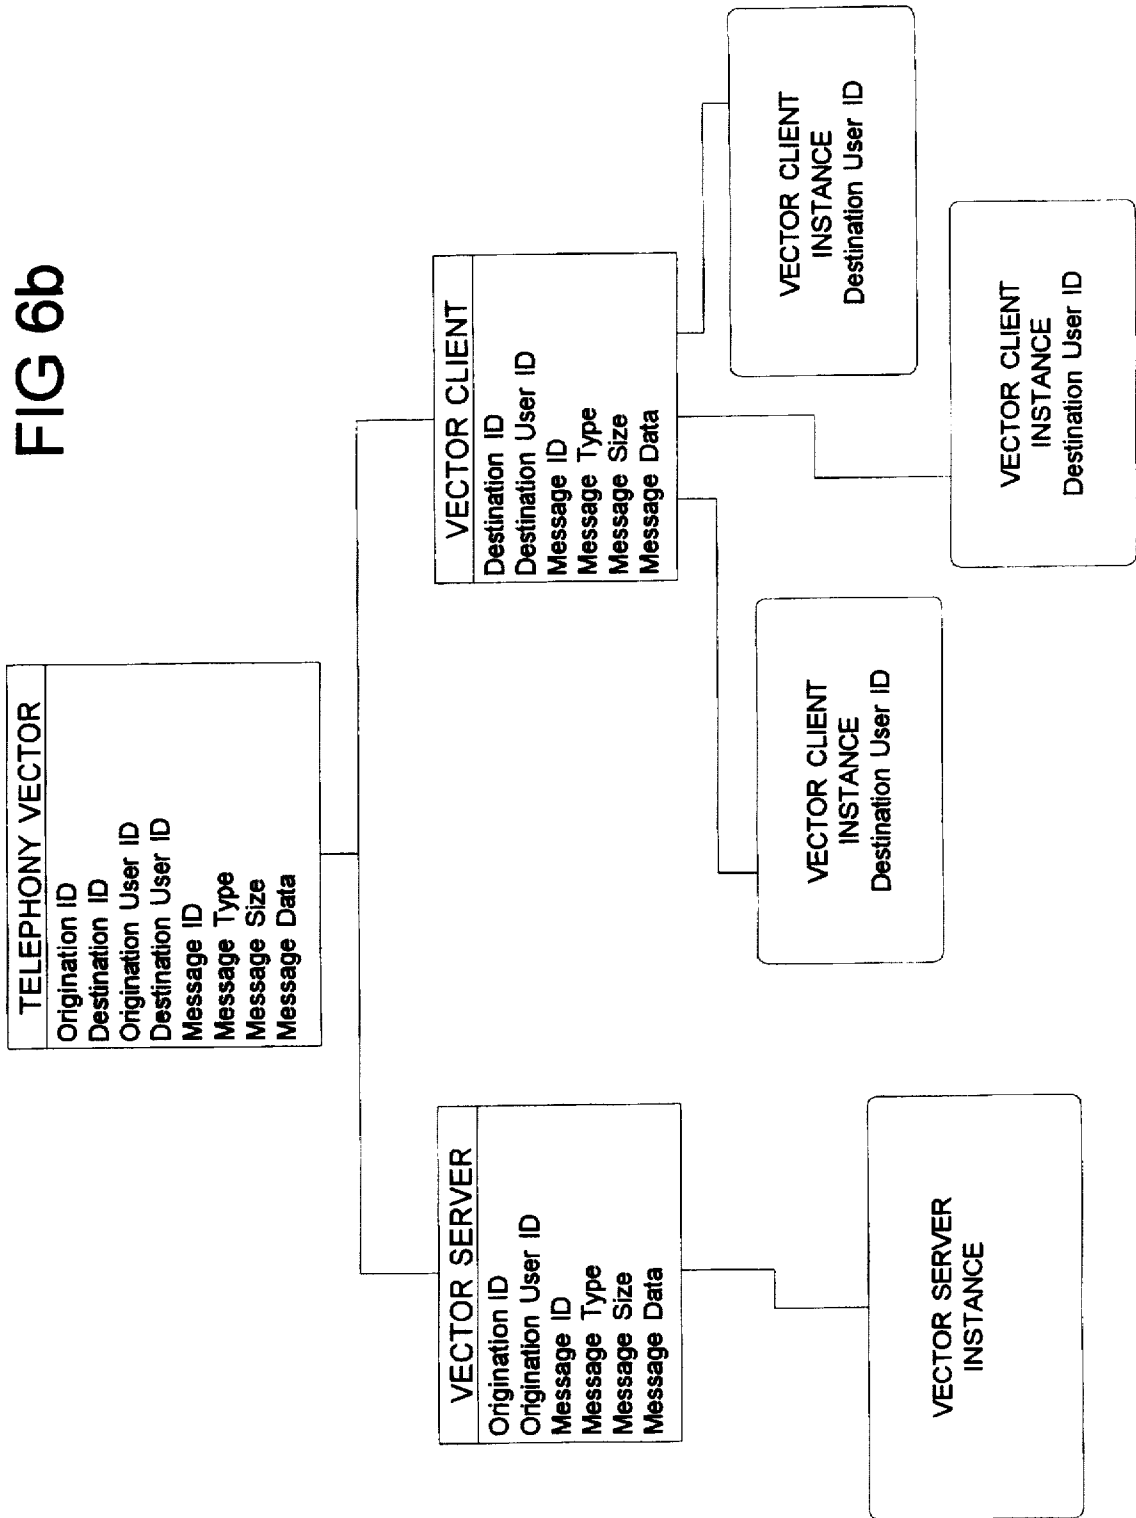 FIG 6b
TELEPHONY VECTOR
Origination ID
Destination ID
Origination User ID
Destination User ID
Message ID
Message Type
Message Size
Message Data
VECTOR SERVER
Origination ID
Origination User ID
Message ID
Message Type
Message Size
Message Data
VECTOR CLIENT
Destination ID
Destination User ID
Message ID
Message Type
Message Size
Message Data
VECTOR SERVER
INSTANCE
VECTOR CLIENT
INSTANCE
Destination User ID
VECTOR CLIENT
INSTANCE
Destination User ID
VECTOR CLIENT
INSTANCE
Destination User ID